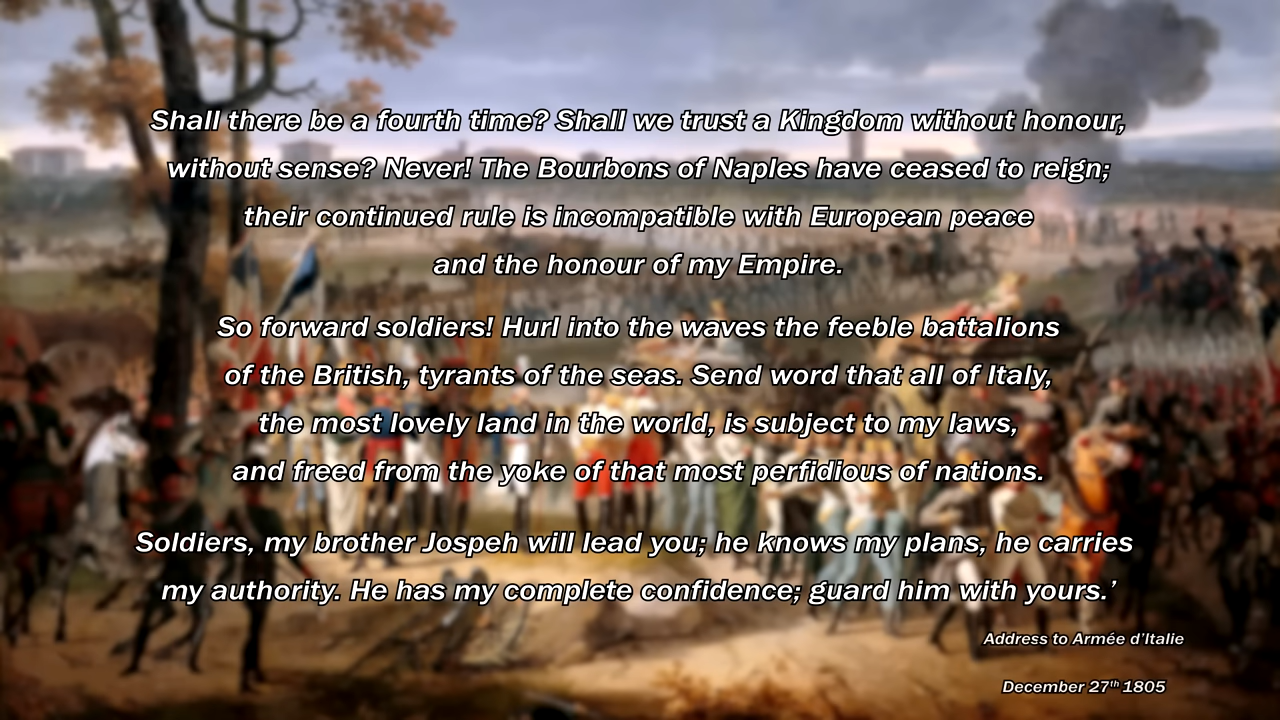 Shall there be a fourth time? Shall we trust a Kingdom without honour,
without sense? Never! The Bourbons of Naples have ceased to reign;
their continued rule is incompatible with European peace
and the honour of my Empire.
So forward soldiers! Hurl into the waves the feeble battalions
of the British, tyrants of the seas. Send word that all of Italy,
the most lovely land in the world, is subject to my laws,
and freed from the yoke of that most perfidious of nations.
Soldiers, my brother Jospeh will lead you; he knows my plans, he carries
my authority. He has my complete confidence; guard him with yours.’
Address to Armée d’Italie
December 27th 1805